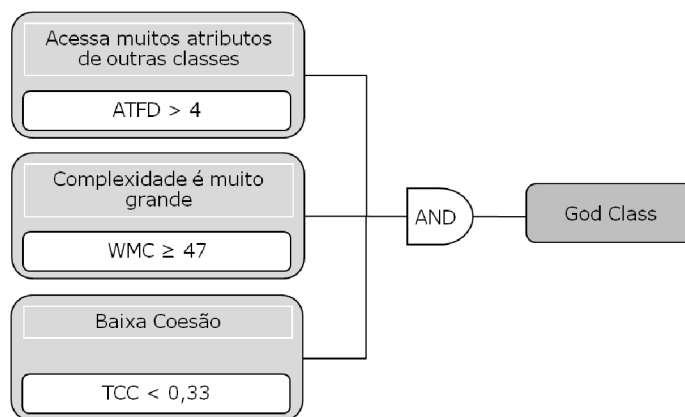 Acessa muitos atributos
de outras classes
ATFD > 4
Complexidade é muito
grande
WMC ≥ 47
Baixa Coesão
TCC < 0,33
AND
God Class